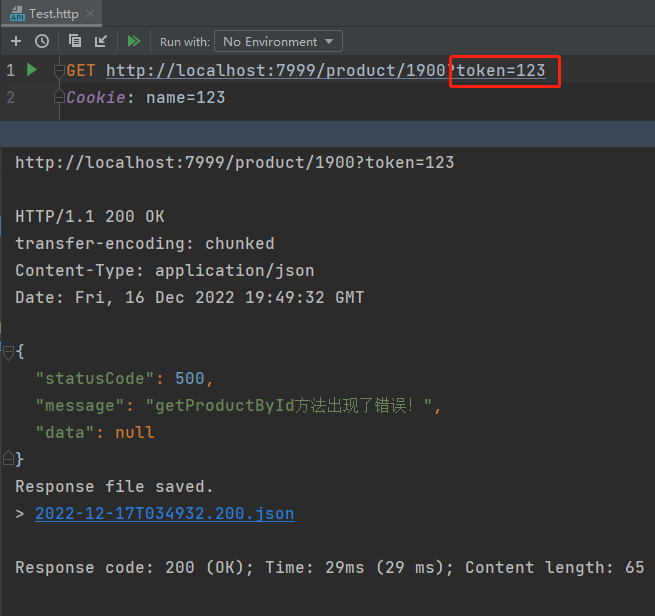 Test.http
Run with: No Environment
1 GET http://localhost:7999/product/1900?token=123
2 Cookie: name=123
http://localhost:7999/product/1900?token=123
HTTP/1.1 200 OK
transfer-encoding: chunked
Content-Type: application/json
Date: Fri, 16 Dec 2022 19:49:32 GMT
{
"statusCode": 500,
"message": "getProductById方法出现了错误！",
"data": null
}
Response file saved.
> 2022-12-17T034932.200.json
Response code: 200 (OK); Time: 29ms (29 ms); Content length: 65